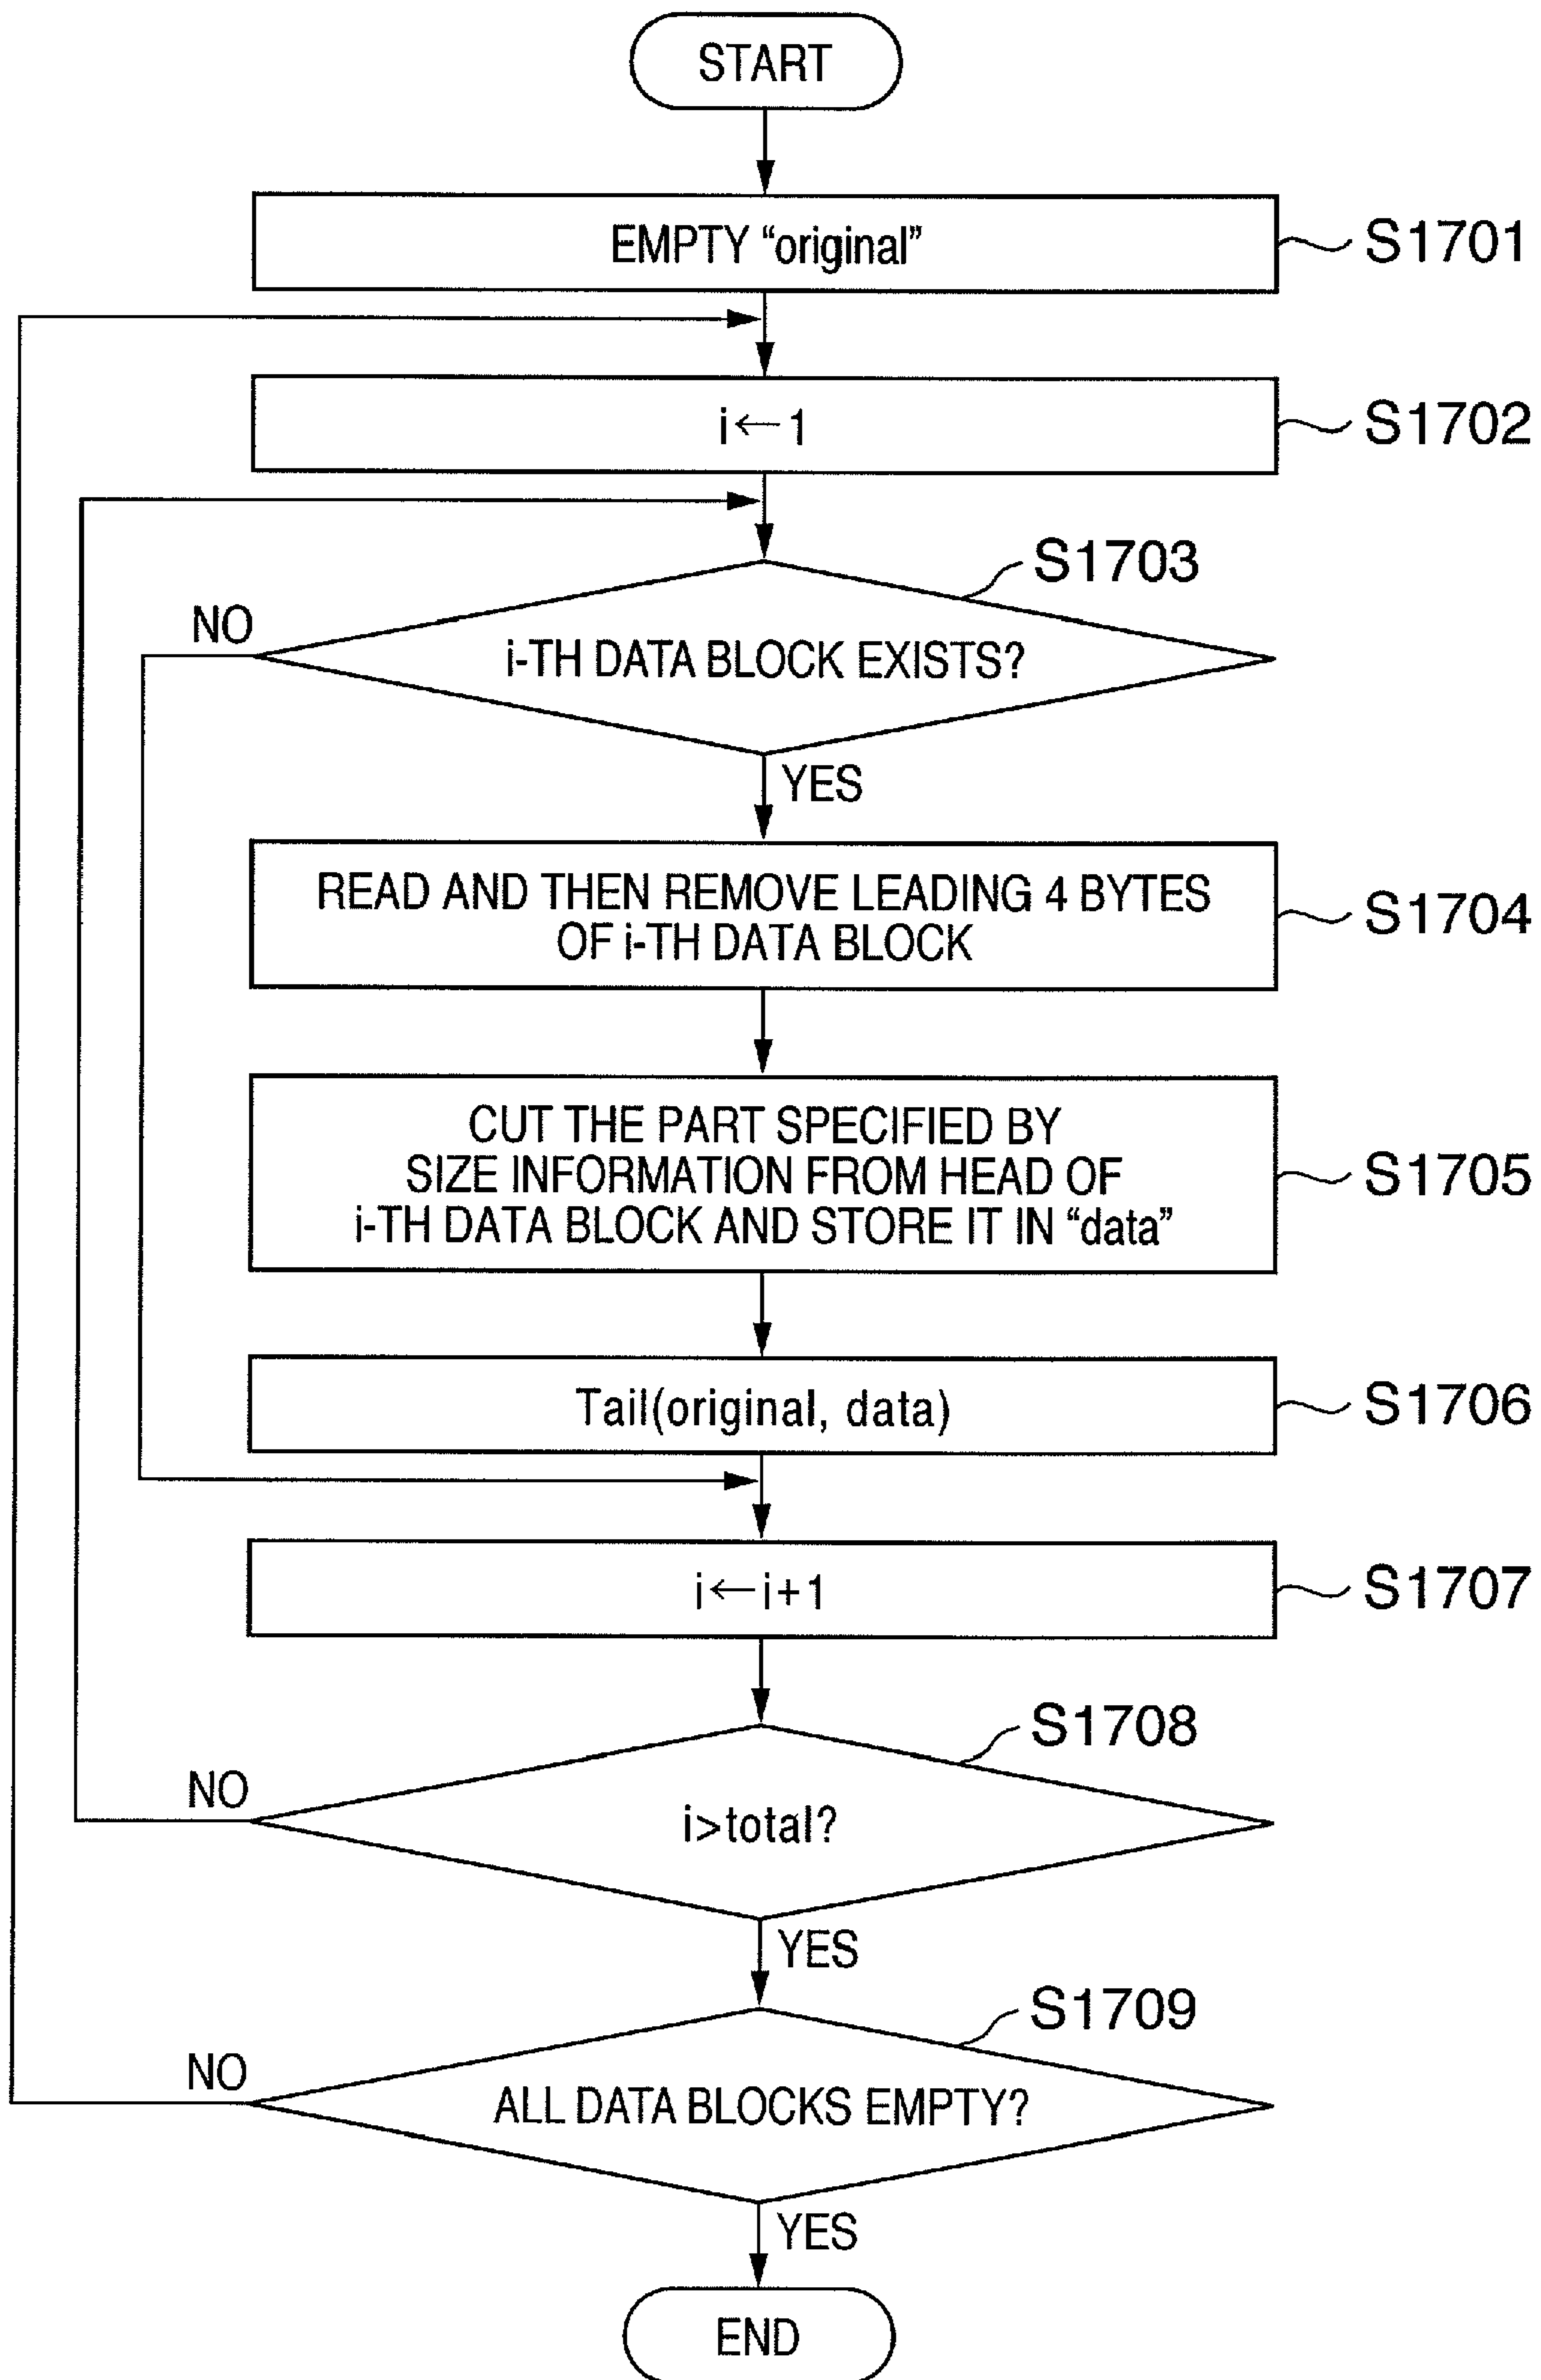 START
EMPTY “original”
S1701
i←1
S1702
S1703
NO
i-TH DATA BLOCK EXISTS?
YES
READ AND THEN REMOVE LEADING 4 BYTES
OF i-TH DATA BLOCK
S1704
CUT THE PART SPECIFIED BY
SIZE INFORMATION FROM HEAD OF
i-TH DATA BLOCK AND STORE IT IN “data”
S1705
Tail(original, data)
S1706
i←i+1
S1707
S1708
NO
i>total?
YES
S1709
NO
ALL DATA BLOCKS EMPTY?
YES
END